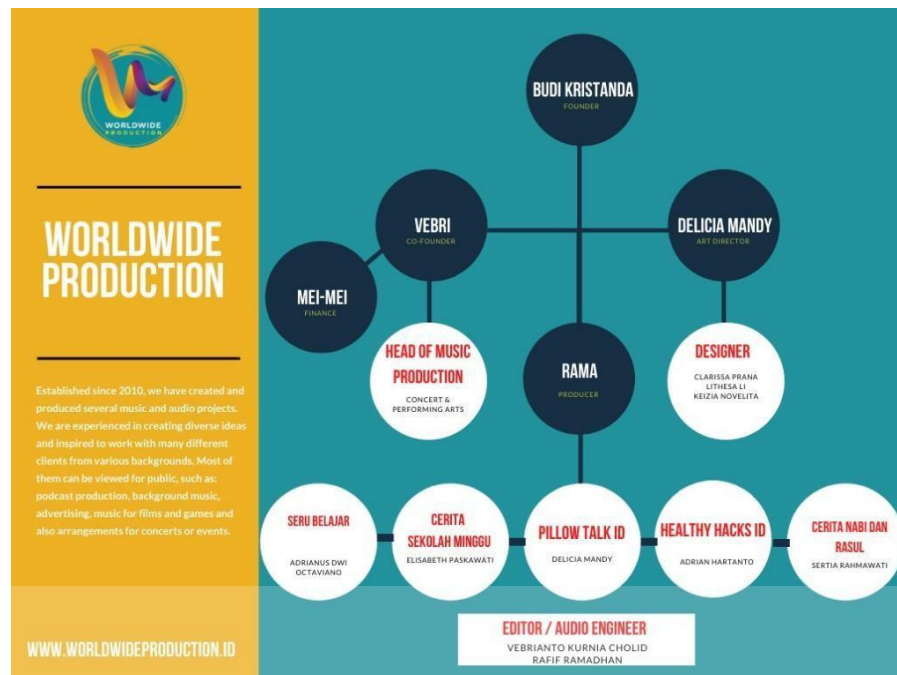 WORLDWIDE
PRODUCTION
WORLDWIDE
PRODUCTION
Established since 2010, we have created and
produced several music and audio projects.
We are experienced in creating diverse ideas
and inspired to work with many different
clients from various backgrounds. Most of
them can be viewed for public, such as:
podcast production, background music,
advertising, music for films and games and
also arrangements for concerts or events.
WWW.WORLDWIDEPRODUCTION.ID
BUDI KRISTANDA
FOUNDER
VEBRI
CO-FOUNDER
DELICIA MANDY
ART DIRECTOR
MEI-MEI
FINANCE
HEAD OF MUSIC
PRODUCTION
CONCERT &
PERFORMING ARTS
RAMA
PRODUCER
DESIGNER
CLARISSA PRANA
LITHESA LI
KEIZIA NOVELITA
SERU BELAJAR
ADRIANUS DWI
OCTAVIANO
CERITA
SEKOLAH MINGGU
ELISABETH PASKAWATI
PILLOW TALK ID
DELICIA MANDY
HEALTHY HACKS ID
ADRIAN HARTANTO
CERITA NABI DAN
RASUL
SERTIA RAHMAWATI
EDITOR / AUDIO ENGINEER
VEBRIANTO KURNIA CHOLID
RAFIF RAMADHAN